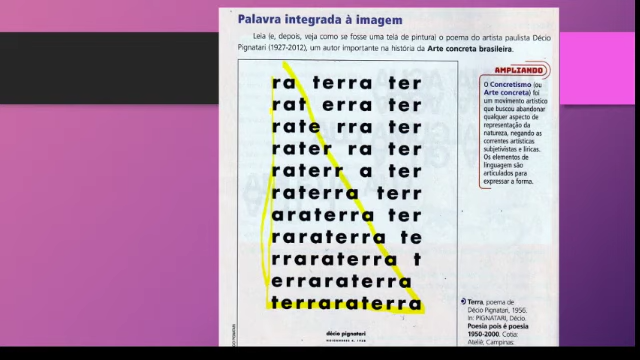 Palavra integrada à imagem
Leia (e, depois, veja como se fosse uma tela de pintura) o poema do artista paulista Décio
Pignatari (1927-2012), um autor importante na história da Arte concreta brasileira.
ra terra ter
rat erra ter
rate rra ter
rater ra ter
raterr a ter
raterra terr
araterra ter
raraterra te
rraraterra t
erraraterra
terraraterra
décio pignatari
AMPLIANDO
O Concretismo (ou
Arte concreta) foi
um movimento artístico
que buscou abandonar
qualquer aspecto de
representação da
natureza, negando as
correntes artísticas
subjetivistas e líricas.
Os elementos de
linguagem são
articulados para
expressar a forma.
Terra, poema de
Décio Pignatari, 1956.
In: PIGNATARI, Décio.
Poesia pois é poesia
1950-2000. Cotia:
Ateliê, Campinas: